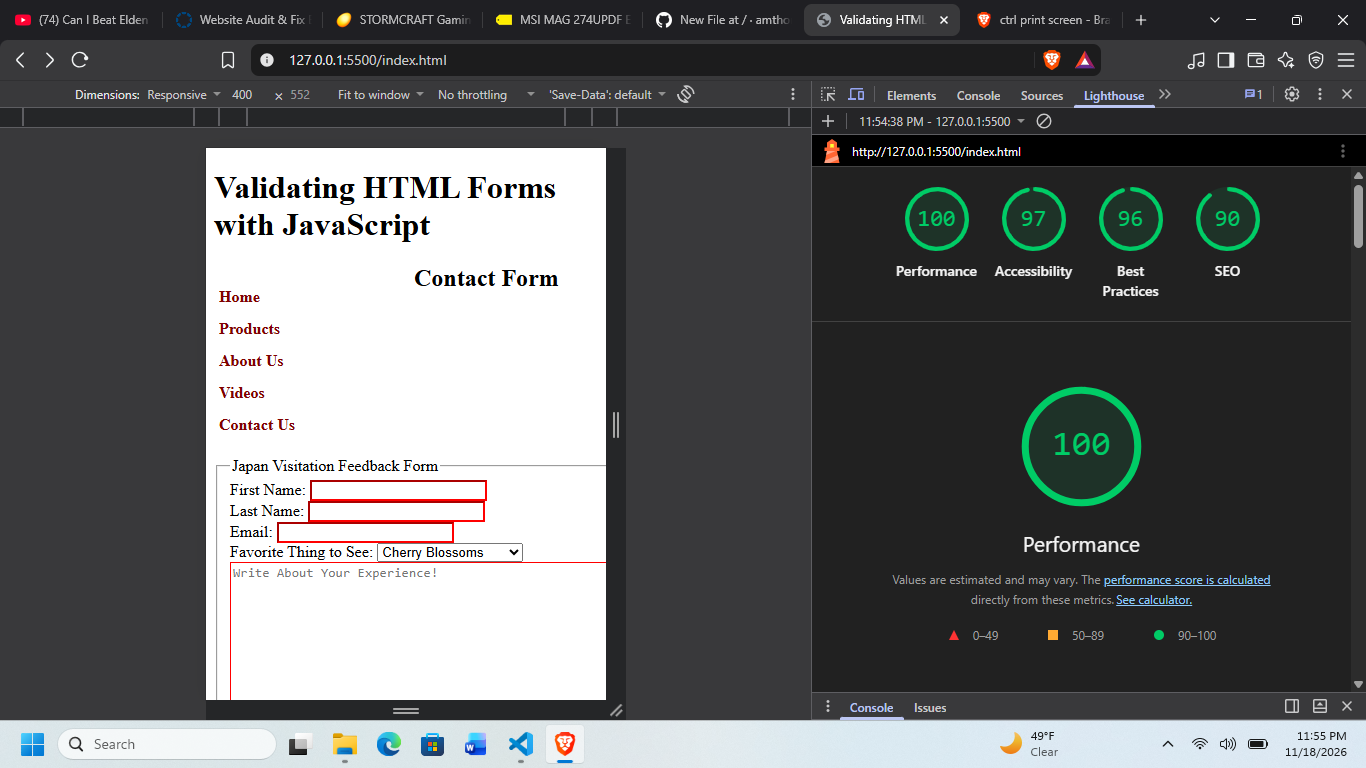 (74) Can I Beat Elden
Website Audit & Fix
STORMCRAFT Gamin
MSI MAG 274UPDF E
New File at / · amtho
Validating HTML
ctrl print screen - Bra
127.0.0.1:5500/index.html
Dimensions: Responsive 400 × 552 Fit to window No throttling 'Save-Data': default
Elements Console Sources Lighthouse 1
11:54:38 PM - 127.0.0.1:5500
http://127.0.0.1:5500/index.html
Validating HTML Forms
with JavaScript
Contact Form
Home
Products
About Us
Videos
Contact Us
Japan Visitation Feedback Form
First Name:
Last Name:
Email:
Favorite Thing to See: Cherry Blossoms
Write About Your Experience!
100 97 96 90
Performance Accessibility Best Practices SEO
100
Performance
Values are estimated and may vary. The performance score is calculated
directly from these metrics. See calculator.
0–49 50–89 90–100
Console Issues
Search
49°F
Clear
11:55 PM
11/18/2026